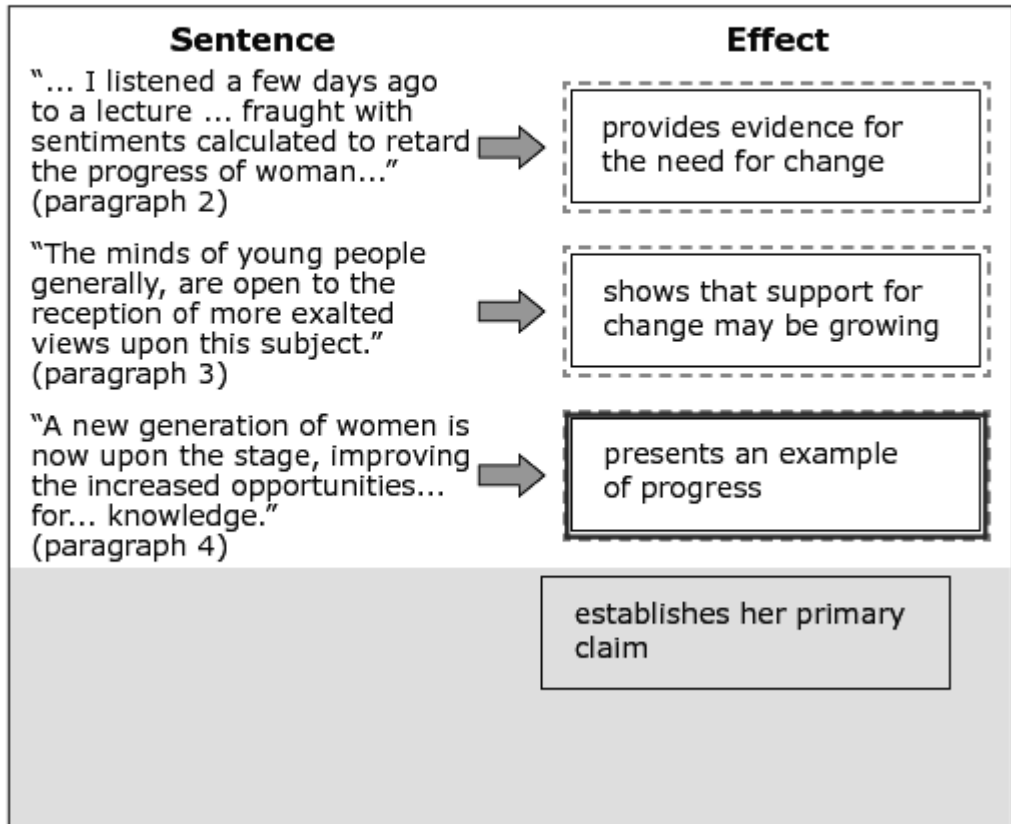 Sentence
Effect
“... I listened a few days ago
to a lecture ... fraught with
sentiments calculated to retard
the progress of woman...”
(paragraph 2)
provides evidence for
the need for change
“The minds of young people
generally, are open to the
reception of more exalted
views upon this subject.”
(paragraph 3)
shows that support for
change may be growing
“A new generation of women is
now upon the stage, improving
the increased opportunities...
for... knowledge.”
(paragraph 4)
presents an example
of progress
establishes her primary
claim